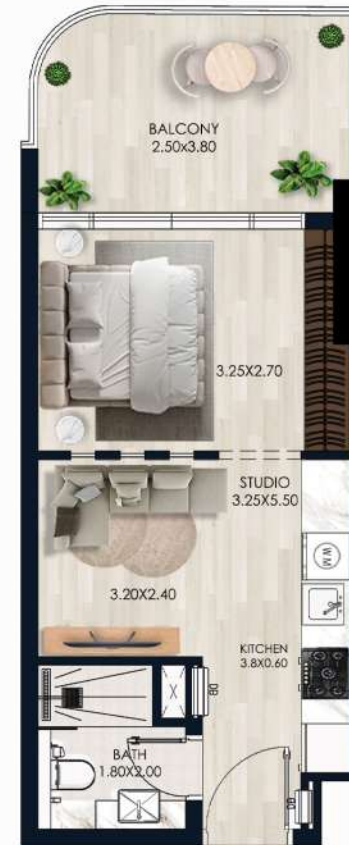 BALCONY
2.50x3.80
3.25X2.70
STUDIO
3.25X5.50
WM
3.20X2.40
KITCHEN
3.8X0.60
DB
BATH
1.80X2.00
DB